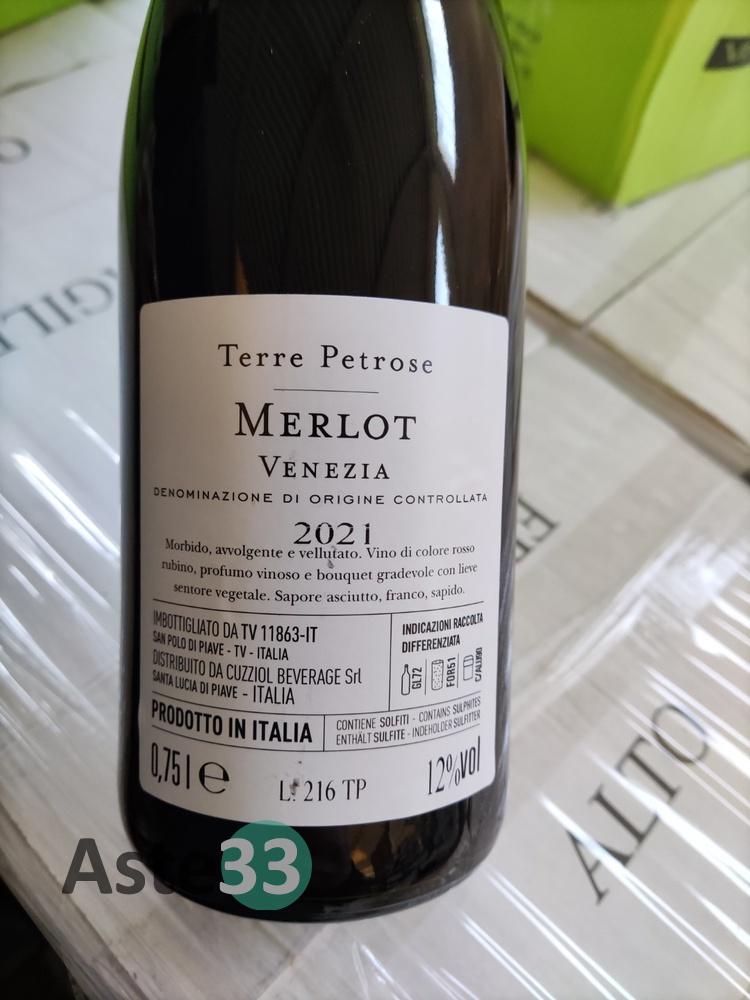 Terre Petrose
MERLOT
VENEZIA
DENOMINAZIONE DI ORIGINE CONTROLLATA
2021
Morbido, avvolgente e vellutato. Vino di colore rosso
rubino, profumo vinoso e bouquet gradevole con lieve
sentore vegetale. Sapore asciutto, franco, sapido.
IMBOTTIGLIATO DA TV 11863-IT
SAN POLO DI PIAVE - TV - ITALIA
DISTRIBUITO DA CUZZIOL BEVERAGE Srl
SANTA LUCIA DI PIAVE - ITALIA
INDICAZIONI RACCOLTA
DIFFERENZIATA
GL72
FOR51
C/ALU90
PRODOTTO IN ITALIA
CONTIENE SOLFITI - CONTAINS SULPHITES
ENTHÄLT SULFITE - INDEHOLDER SULFITTER
0,75 l e
L: 216 TP
12%vol
ALTO
Aste33